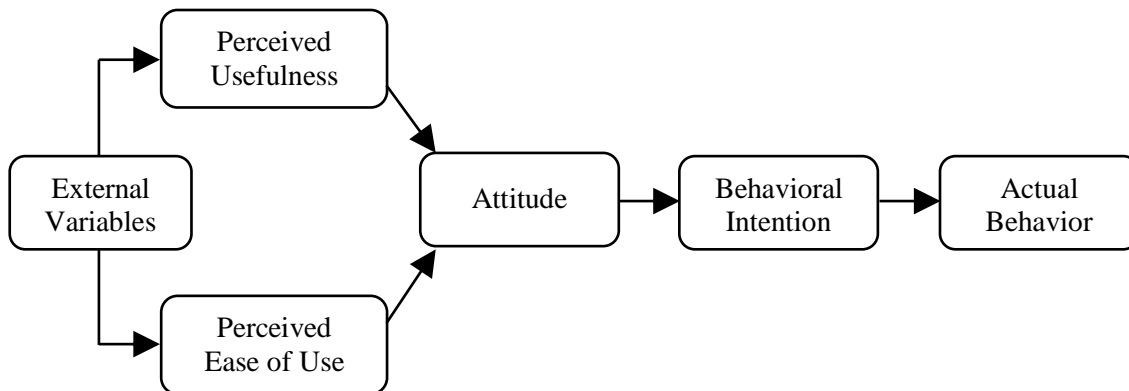 Perceived
Usefulness
External
Variables
Attitude
Behavioral
Intention
Actual
Behavior
Perceived
Ease of Use